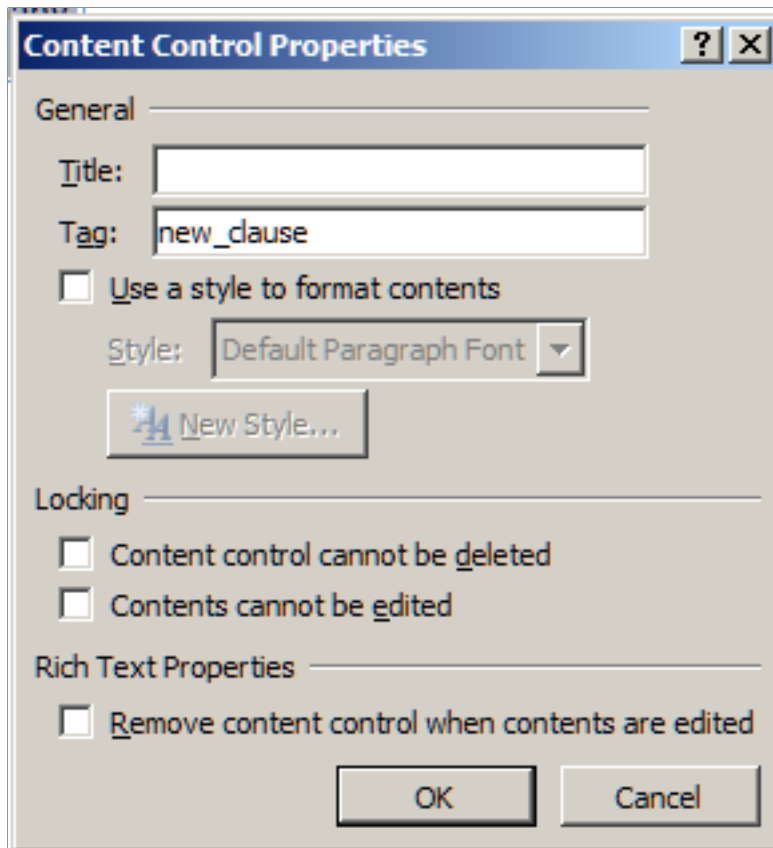 Content Control Properties
General
Title:
Tag: new_clause
Use a style to format contents
Style: Default Paragraph Font
New Style...
Locking
Content control cannot be deleted
Contents cannot be edited
Rich Text Properties
Remove content control when contents are edited
OK Cancel